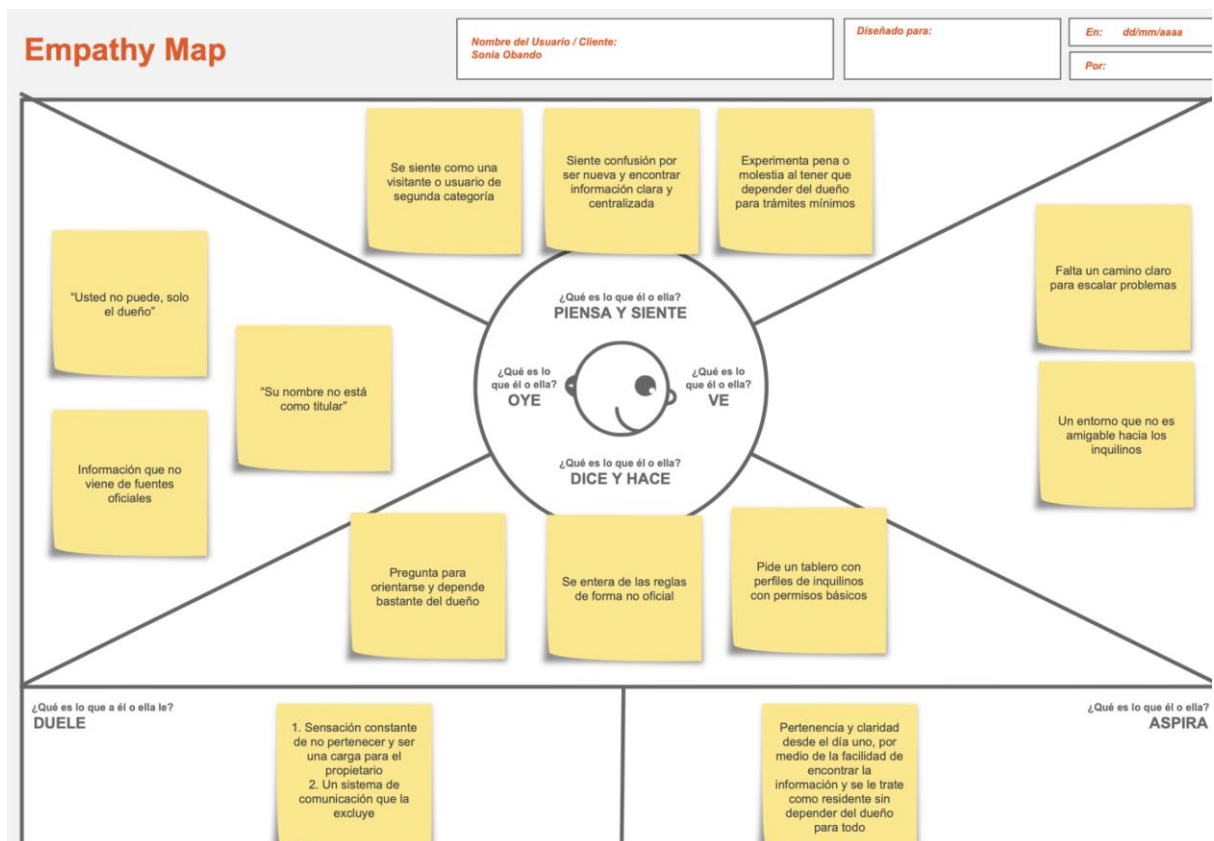 Empathy Map
Nombre del Usuario / Cliente:
Sonia Obando
Diseñado para:
En: dd/mm/aaaa
Por:
Se siente como una
visitante o usuario de
segunda categoría
Siente confusión por
ser nueva y encontrar
información clara y
centralizada
Experimenta pena o
molestia al tener que
depender del dueño
para trámites mínimos
"Usted no puede, solo
el dueño"
"Su nombre no está
como titular"
Información que no
viene de fuentes
oficiales
¿Qué es lo que él o ella?
PIENSA Y SIENTE
¿Qué es lo
que él o ella?
OYE
¿Qué es lo
que él o ella?
VE
¿Qué es lo que él o ella?
DICE Y HACE
Falta un camino claro
para escalar problemas
Un entorno que no es
amigable hacia los
inquilinos
Pregunta para
orientarse y depende
bastante del dueño
Se entera de las reglas
de forma no oficial
Pide un tablero con
perfiles de inquilinos
con permisos básicos
¿Qué es lo que a él o ella le?
DUELE
1. Sensación constante
de no pertenecer y ser
una carga para el
propietario
2. Un sistema de
comunicación que la
excluye
¿Qué es lo que él o ella?
ASPIRA
Pertenencia y claridad
desde el día uno, por
medio de la facilidad de
encontrar la
información y se le trate
como residente sin
depender del dueño
para todo